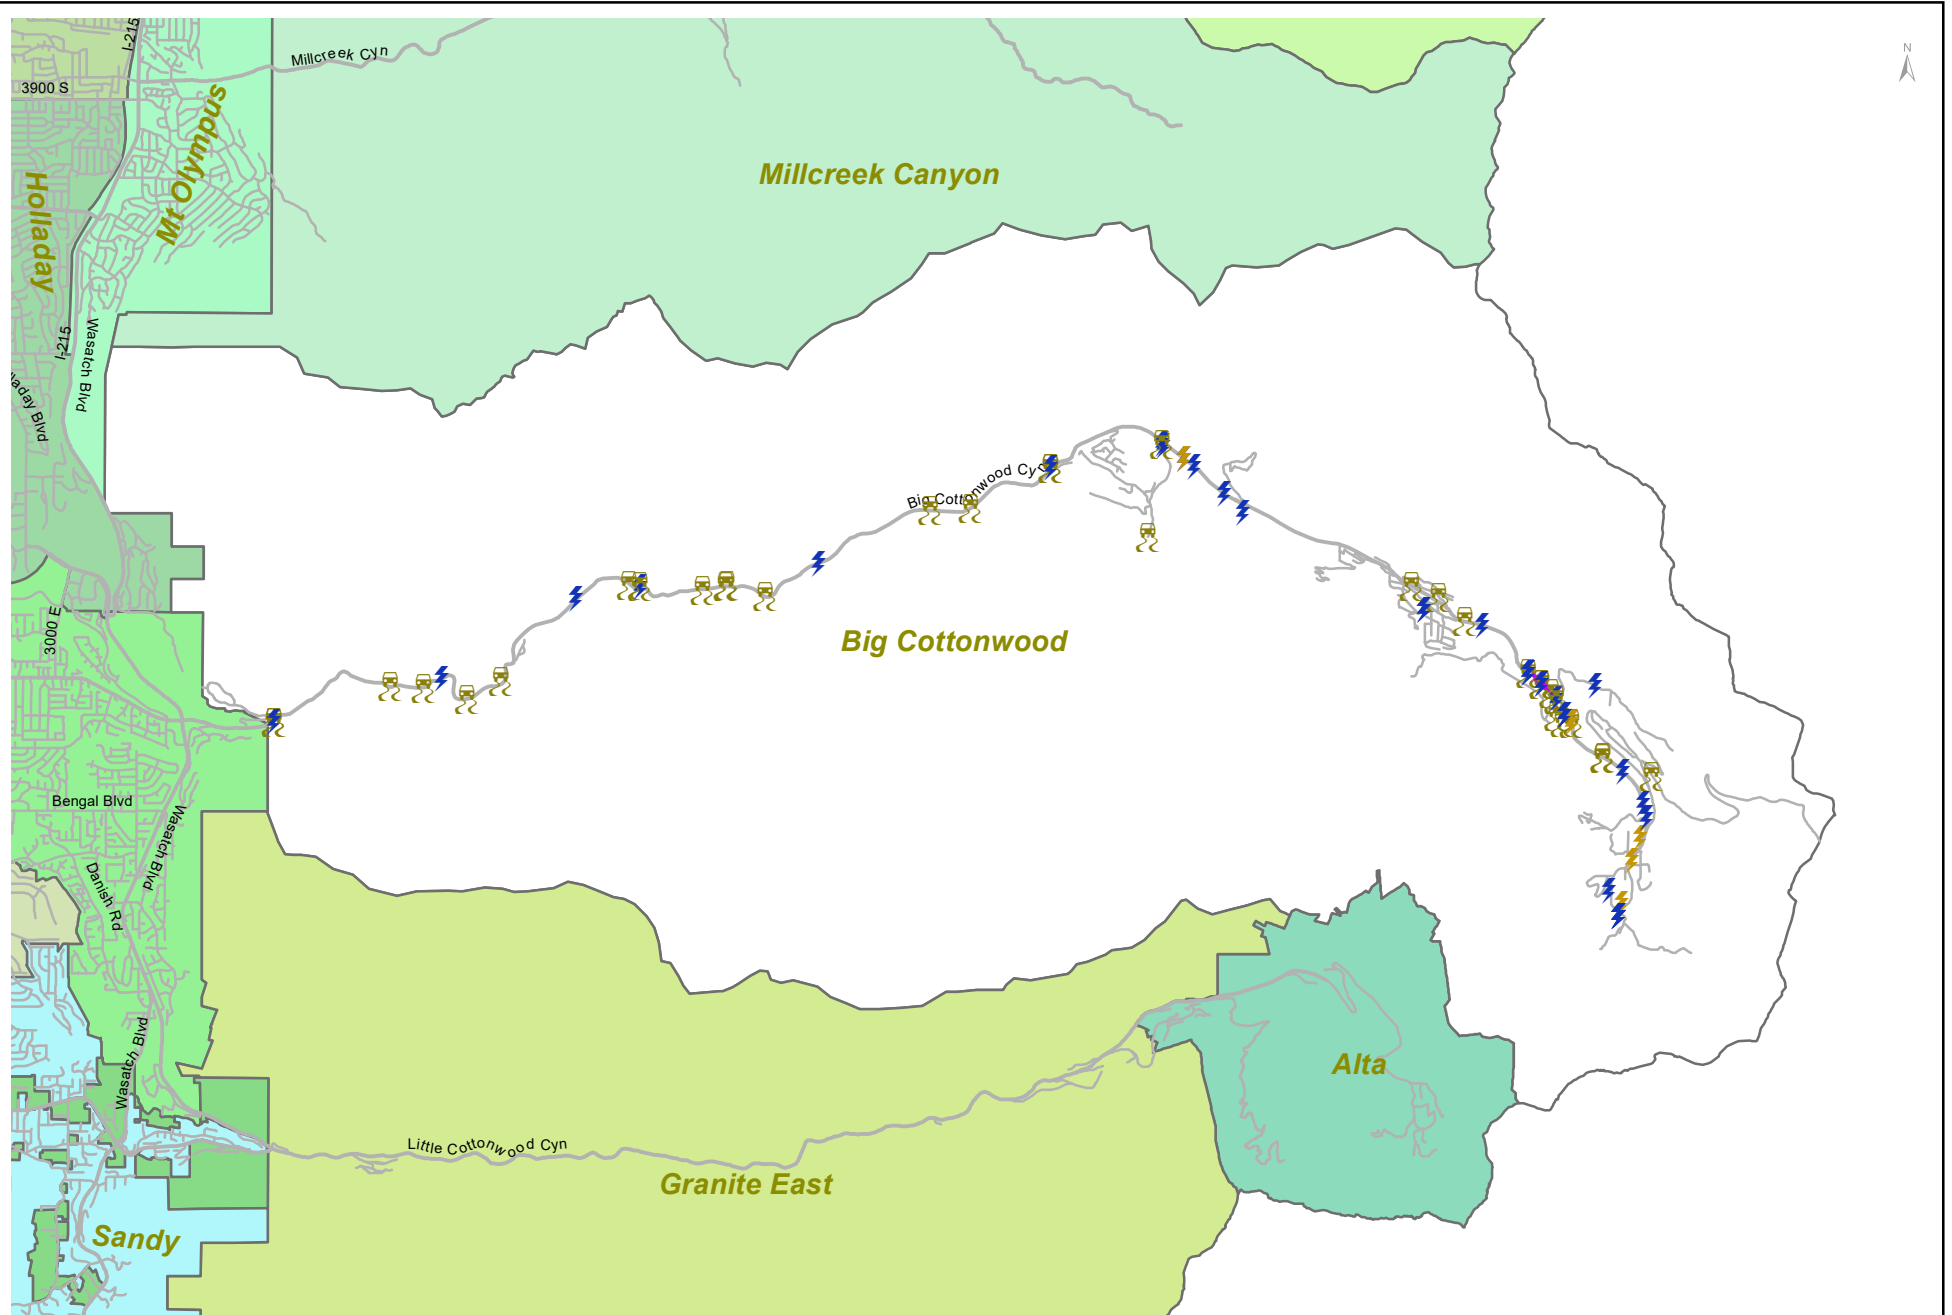 I-215
Millcreek Cyn
N
3900 S
Mt Olympus
Millcreek Canyon
Holladay
I-215
Wasatch Blvd
laday Blvd
Big Cottonwood Cyn
3000 E
Big Cottonwood
Bengal Blvd
Wasatch Blvd
Danish Rd
Wasatch Blvd
Alta
Little Cottonwood Cyn
Granite East
Sandy